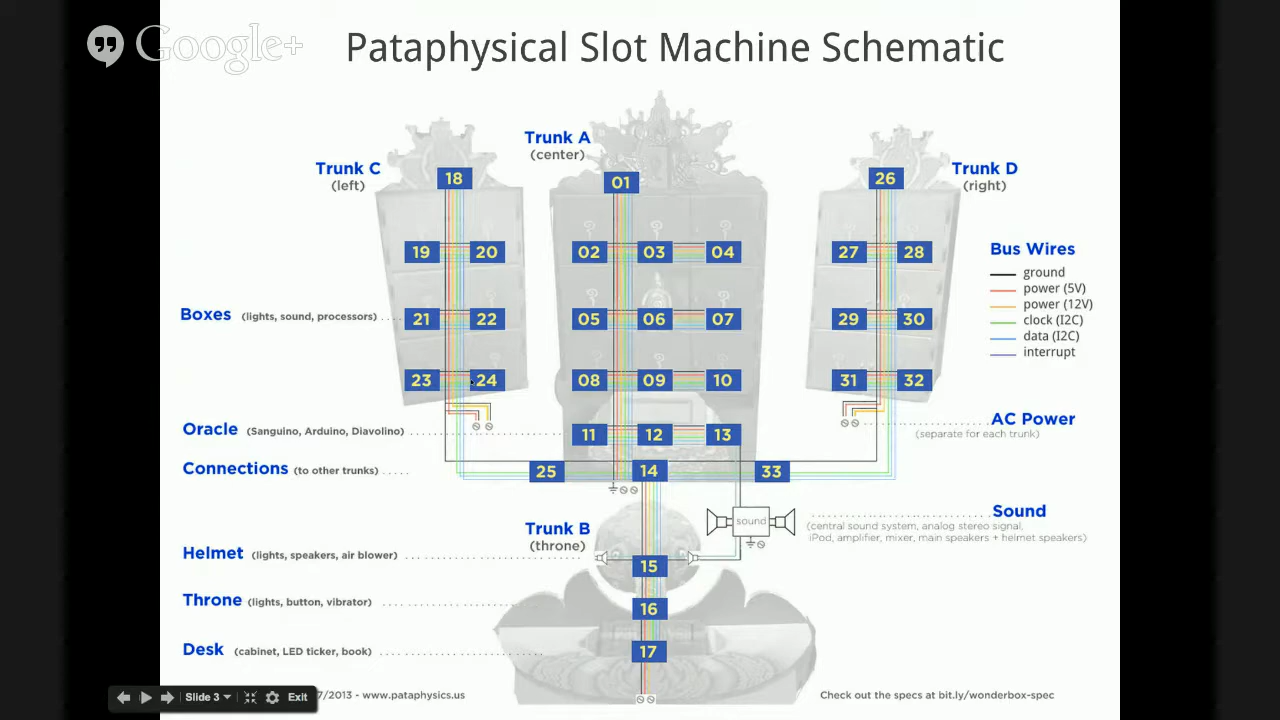 Google+
Pataphysical Slot Machine Schematic
Trunk A
(center)
Trunk C
(left)
Trunk D
(right)
18
01
26
19 20 02 03 04 27 28
Bus Wires
ground
power (5V)
power (12V)
clock (I2C)
data (I2C)
interrupt
Boxes (lights, sound, processors)
21 22 05 06 07 29 30
23 24 08 09 10 31 32
AC Power
(separate for each trunk)
Oracle (Sanguino, Arduino, Diavolino)
11 12 13
Connections (to other trunks)
25 14 33
Sound
(central sound system, analog stereo signal,
iPod, amplifier, mixer, main speakers + helmet speakers)
sound
Trunk B
(throne)
Helmet (lights, speakers, air blower)
15
Throne (lights, button, vibrator)
16
Desk (cabinet, LED ticker, book)
17
Slide 3 Exit
7/2013 - www.pataphysics.us
Check out the specs at bit.ly/wonderbox-spec